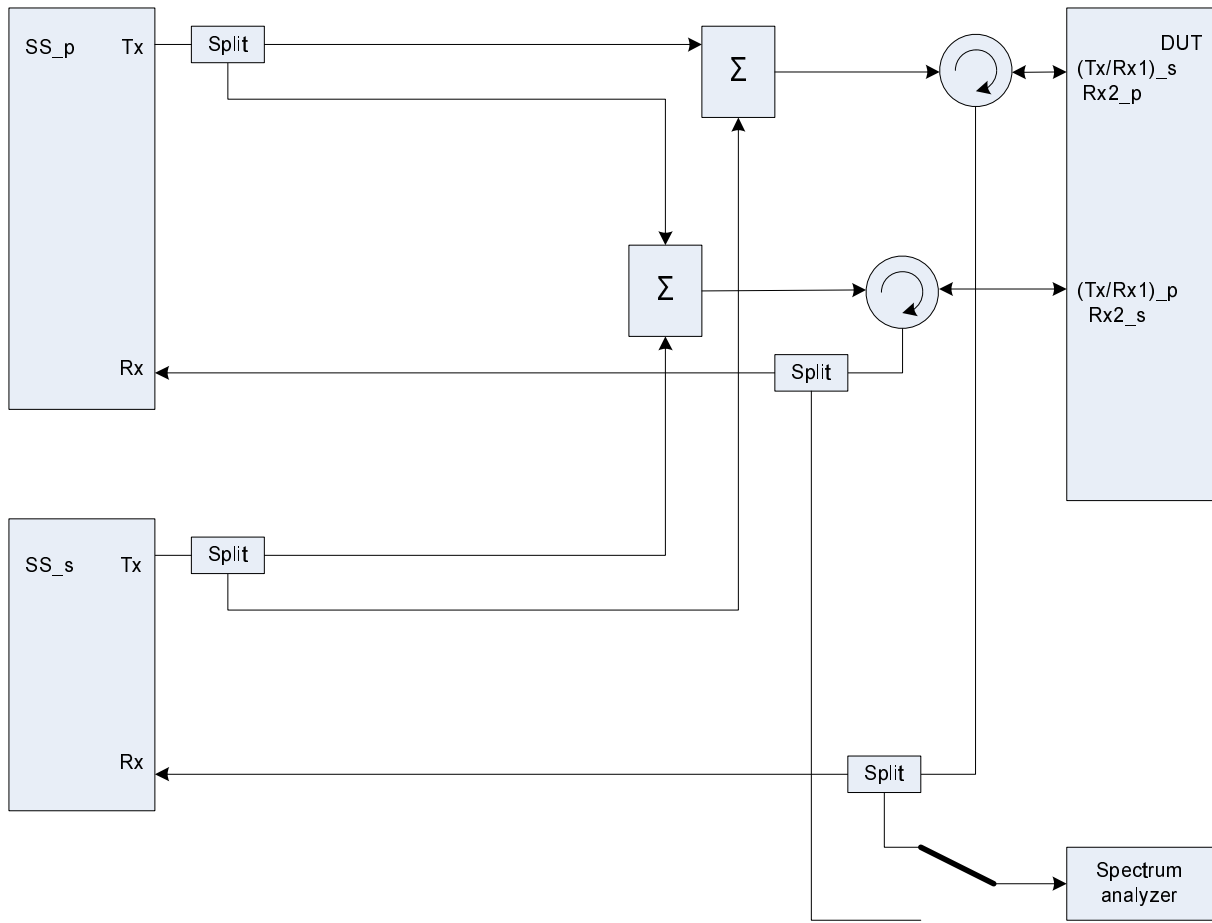 SS_p Tx
Split
Σ
DUT
(Tx/Rx1)_s
Rx2_p
Σ
(Tx/Rx1)_p
Rx2_s
Rx
Split
SS_s Tx
Split
Rx
Split
Spectrum
analyzer